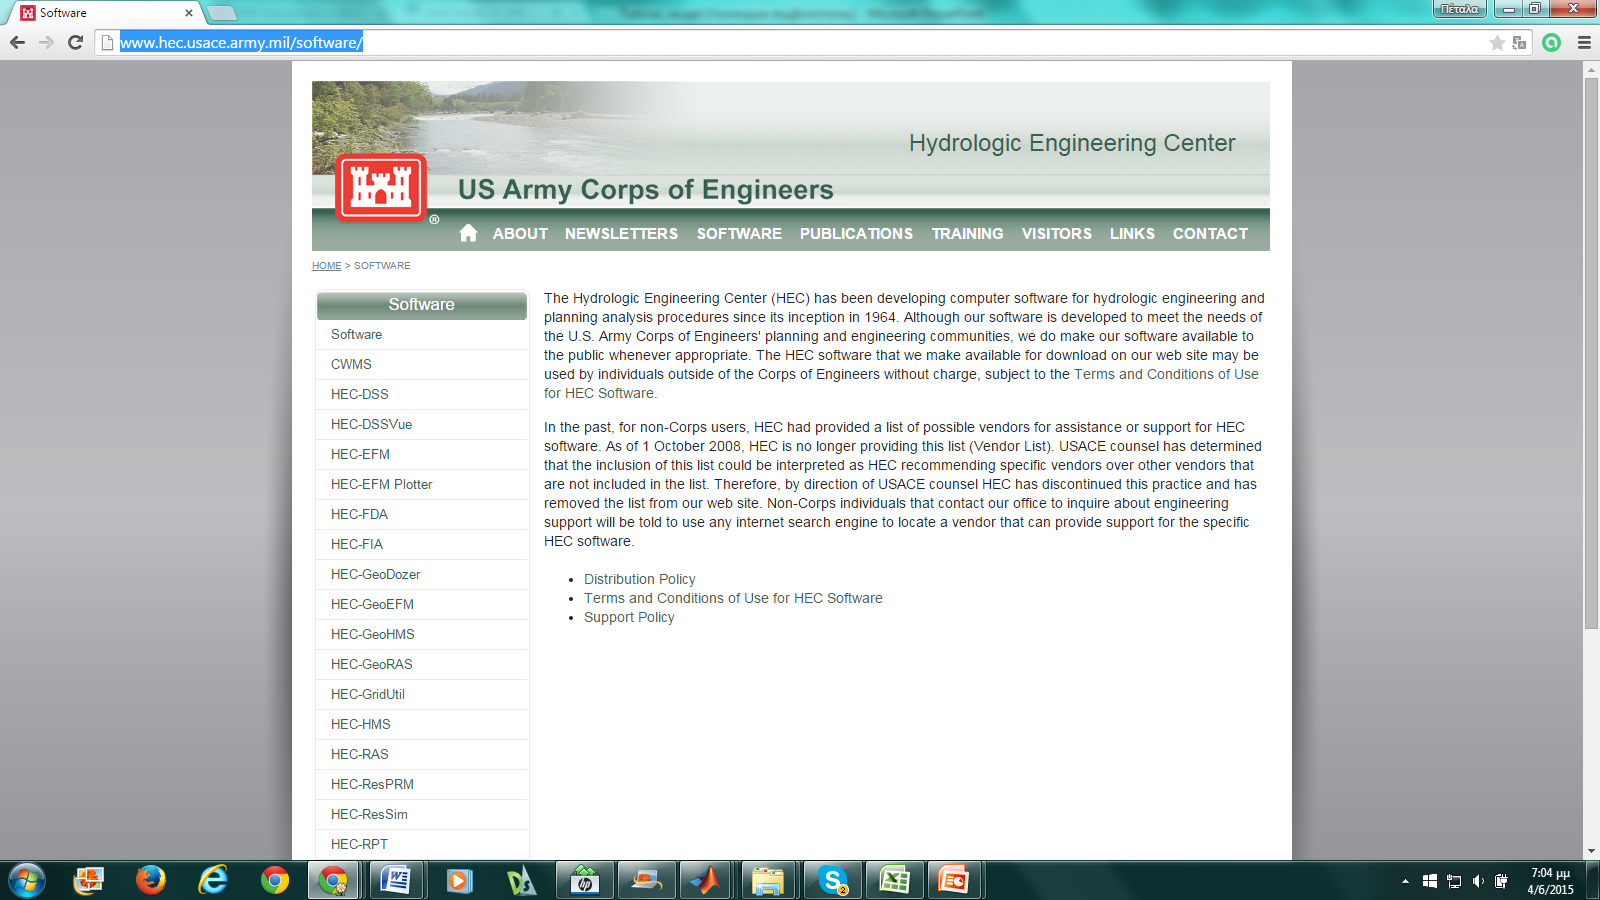 Software
Πέταλα
www.hec.usace.army.mil/software/
Hydrologic Engineering Center
US Army Corps of Engineers
®
ABOUT NEWSLETTERS SOFTWARE PUBLICATIONS TRAINING VISITORS LINKS CONTACT
HOME > SOFTWARE
Software
Software
CWMS
HEC-DSS
HEC-DSSVue
HEC-EFM
HEC-EFM Plotter
HEC-FDA
HEC-FIA
HEC-GeoDozer
HEC-GeoEFM
HEC-GeoHMS
HEC-GeoRAS
HEC-GridUtil
HEC-HMS
HEC-RAS
HEC-ResPRM
HEC-ResSim
HEC-RPT
The Hydrologic Engineering Center (HEC) has been developing computer software for hydrologic engineering and
planning analysis procedures since its inception in 1964. Although our software is developed to meet the needs of
the U.S. Army Corps of Engineers' planning and engineering communities, we do make our software available to
the public whenever appropriate. The HEC software that we make available for download on our web site may be
used by individuals outside of the Corps of Engineers without charge, subject to the Terms and Conditions of Use
for HEC Software.
In the past, for non-Corps users, HEC had provided a list of possible vendors for assistance or support for HEC
software. As of 1 October 2008, HEC is no longer providing this list (Vendor List). USACE counsel has determined
that the inclusion of this list could be interpreted as HEC recommending specific vendors over other vendors that
are not included in the list. Therefore, by direction of USACE counsel HEC has discontinued this practice and has
removed the list from our web site. Non-Corps individuals that contact our office to inquire about engineering
support will be told to use any internet search engine to locate a vendor that can provide support for the specific
HEC software.
• Distribution Policy
• Terms and Conditions of Use for HEC Software
• Support Policy
2
7:04 μμ
4/6/2015